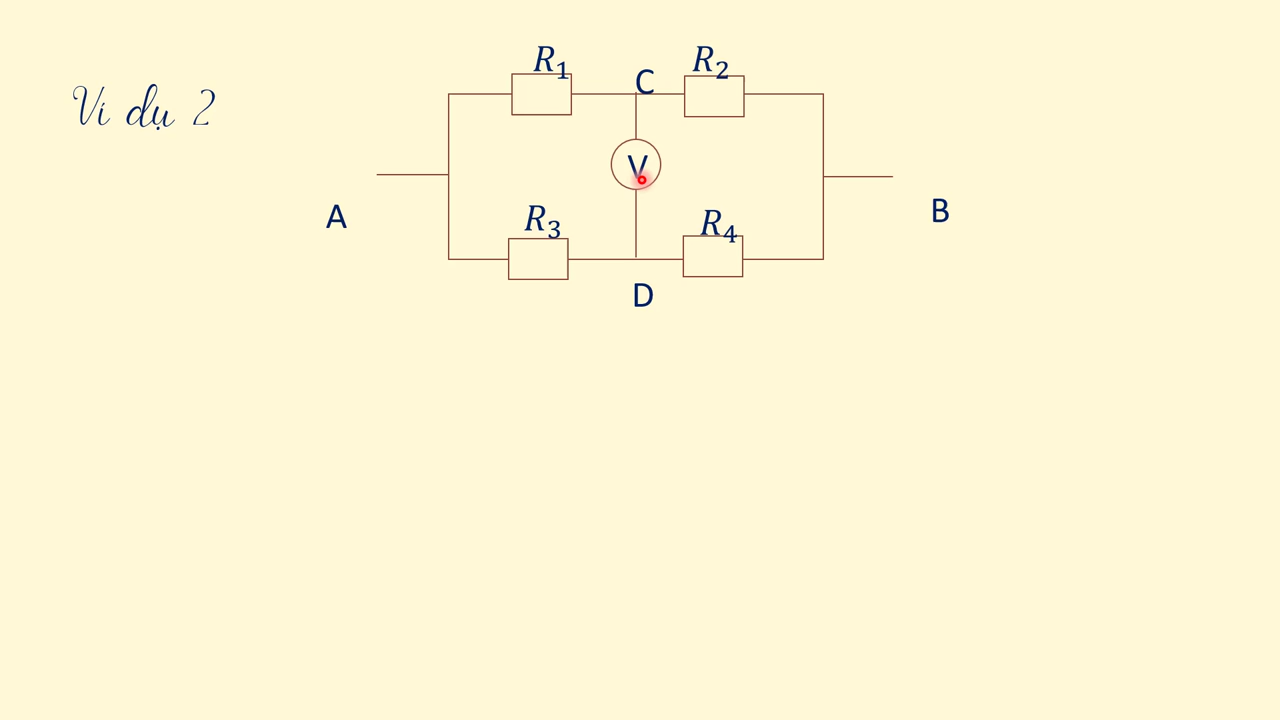 Ví dụ 2
R₁ C R₂
V
A B
R₃ R₄
D